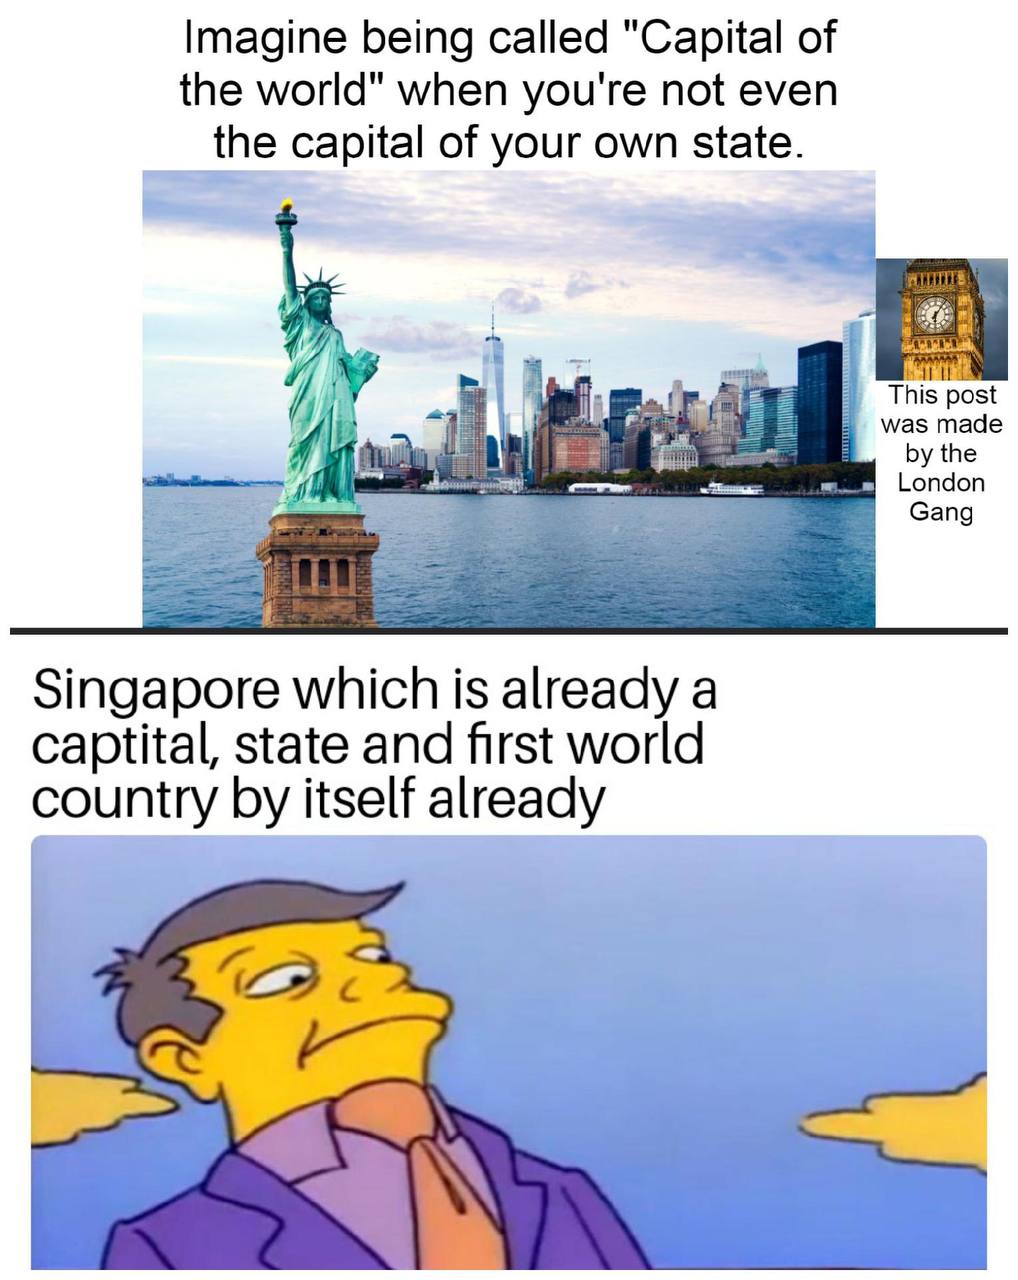 Imagine being called "Capital of
the world" when you're not even
the capital of your own state.
This post
was made
by the
London
Gang
Singapore which is already a
captital, state and first world
country by itself already